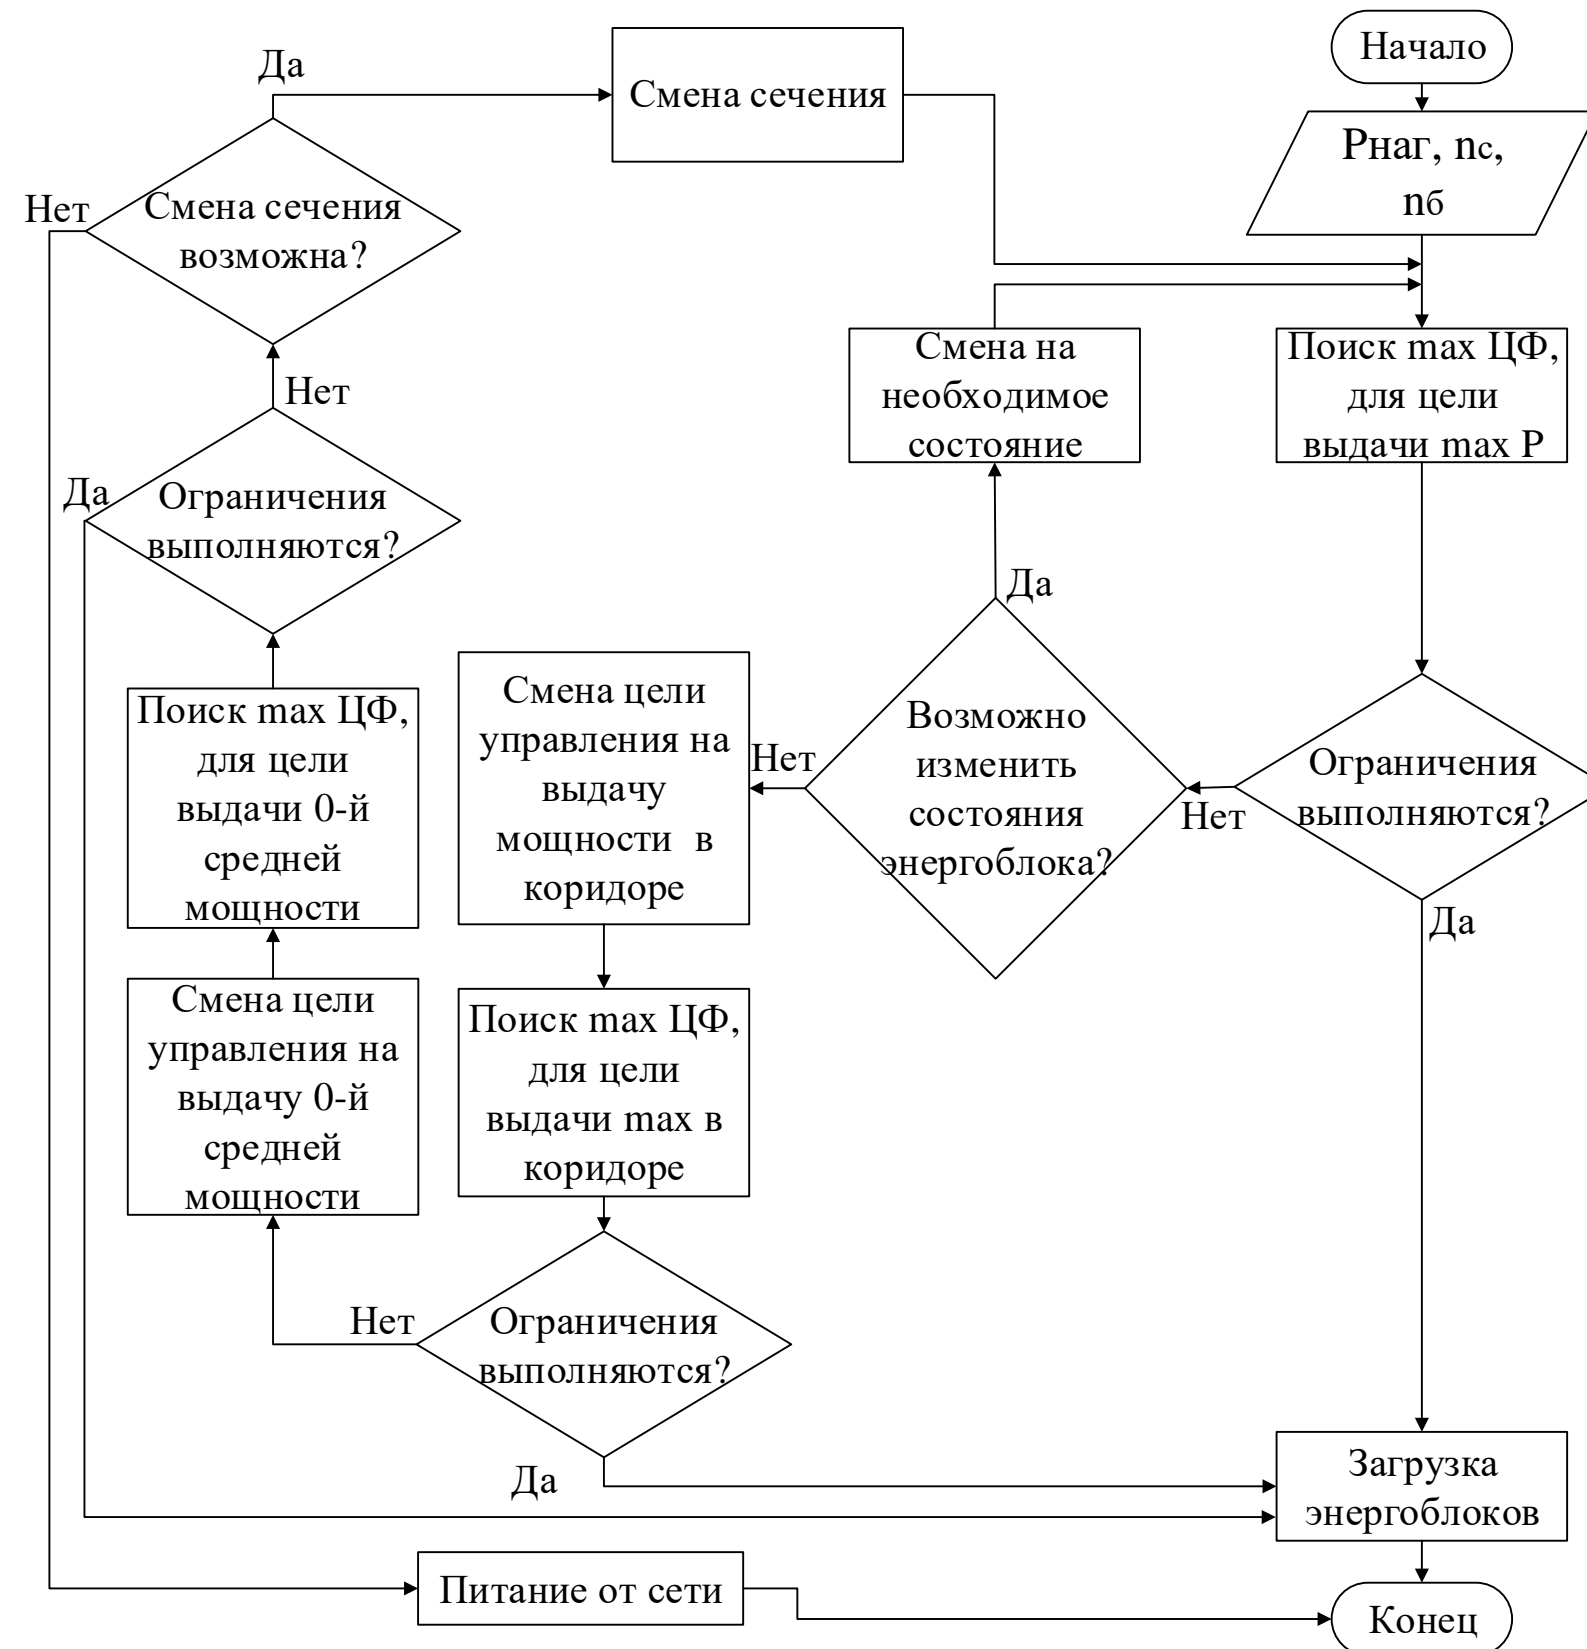 Начало
Рнаг, nс,
nб
Поиск max ЦФ,
для цели
выдачи max P
Ограничения
выполняются?
Нет
Да
Возможно
изменить
состояния
энергоблока?
Да
Нет
Смена на
необходимое
состояние
Смена цели
управления на
выдачу
мощности в
коридоре
Поиск max ЦФ,
для цели
выдачи max в
коридоре
Ограничения
выполняются?
Нет
Да
Смена цели
управления на
выдачу 0-й
средней
мощности
Поиск max ЦФ,
для цели
выдачи 0-й
средней
мощности
Ограничения
выполняются?
Да
Нет
Смена сечения
возможна?
Нет
Да
Смена сечения
Загрузка
энергоблоков
Питание от сети
Конец